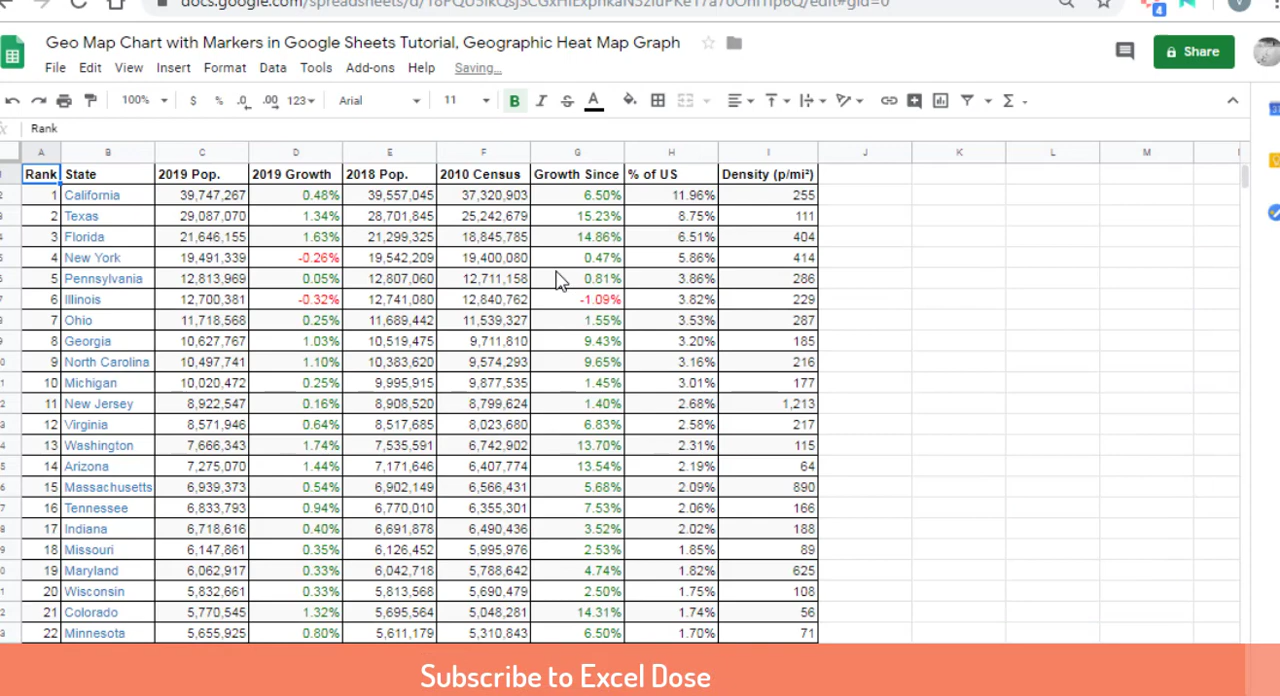 Geo Map Chart with Markers in Google Sheets Tutorial, Geographic Heat Map Graph
Share
4
File Edit View Insert Format Data Tools Add-ons Help Saving...
100% $ % .0 .00 123 Arial 11 B I S A
Rank
A B C D E F G H I J K L M
Rank State 2019 Pop. 2019 Growth 2018 Pop. 2010 Census Growth Since % of US Density (p/mi²)
1 California 39,747,267 0.48% 39,557,045 37,320,903 6.50% 11.96% 255
2 Texas 29,087,070 1.34% 28,701,845 25,242,679 15.23% 8.75% 111
3 Florida 21,646,155 1.63% 21,299,325 18,845,785 14.86% 6.51% 404
4 New York 19,491,339 -0.26% 19,542,209 19,400,080 0.47% 5.86% 414
5 Pennsylvania 12,813,969 0.05% 12,807,060 12,711,158 0.81% 3.86% 286
6 Illinois 12,700,381 -0.32% 12,741,080 12,840,762 -1.09% 3.82% 229
7 Ohio 11,718,568 0.25% 11,689,442 11,539,327 1.55% 3.53% 287
8 Georgia 10,627,767 1.03% 10,519,475 9,711,810 9.43% 3.20% 185
9 North Carolina 10,497,741 1.10% 10,383,620 9,574,293 9.65% 3.16% 216
10 Michigan 10,020,472 0.25% 9,995,915 9,877,535 1.45% 3.01% 177
11 New Jersey 8,922,547 0.16% 8,908,520 8,799,624 1.40% 2.68% 1,213
12 Virginia 8,571,946 0.64% 8,517,685 8,023,680 6.83% 2.58% 217
13 Washington 7,666,343 1.74% 7,535,591 6,742,902 13.70% 2.31% 115
14 Arizona 7,275,070 1.44% 7,171,646 6,407,774 13.54% 2.19% 64
15 Massachusetts 6,939,373 0.54% 6,902,149 6,566,431 5.68% 2.09% 890
16 Tennessee 6,833,793 0.94% 6,770,010 6,355,301 7.53% 2.06% 166
17 Indiana 6,718,616 0.40% 6,691,878 6,490,436 3.52% 2.02% 188
18 Missouri 6,147,861 0.35% 6,126,452 5,995,976 2.53% 1.85% 89
19 Maryland 6,062,917 0.33% 6,042,718 5,788,642 4.74% 1.82% 625
20 Wisconsin 5,832,661 0.33% 5,813,568 5,690,479 2.50% 1.75% 108
21 Colorado 5,770,545 1.32% 5,695,564 5,048,281 14.31% 1.74% 56
22 Minnesota 5,655,925 0.80% 5,611,179 5,310,843 6.50% 1.70% 71
Subscribe to Excel Dose